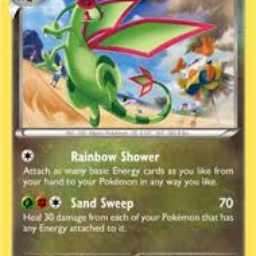 Rainbow Shower
Attach as many basic Energy cards as you like from
your hand to your Pokémon in any way you like.
Sand Sweep 70
Heal 30 damage from each of your Pokémon that has
any Energy attached to it.